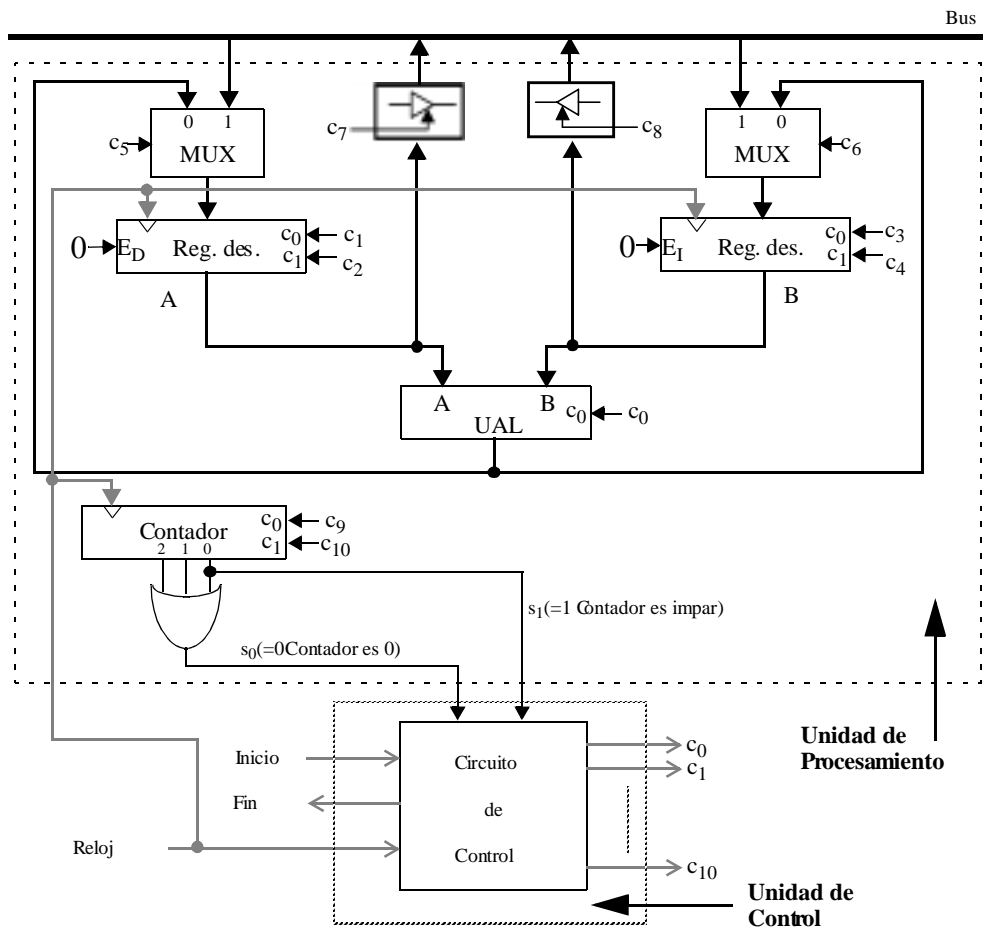 Bus
0 1
MUX
c5
c7
c8
1 0
MUX
c6
0
ED
Reg. des.
c0
c1
c1
c2
A
0
EI
Reg. des.
c0
c1
c3
c4
B
A B
c0
c0
UAL
Contador
2 1 0
c0
c1
c9
c10
s1(=1 Contador es impar)
s0(=0Contador es 0)
Unidad de
Procesamiento
Inicio
Fin
Reloj
Circuito
de
Control
c0
c1
c10
Unidad de
Control